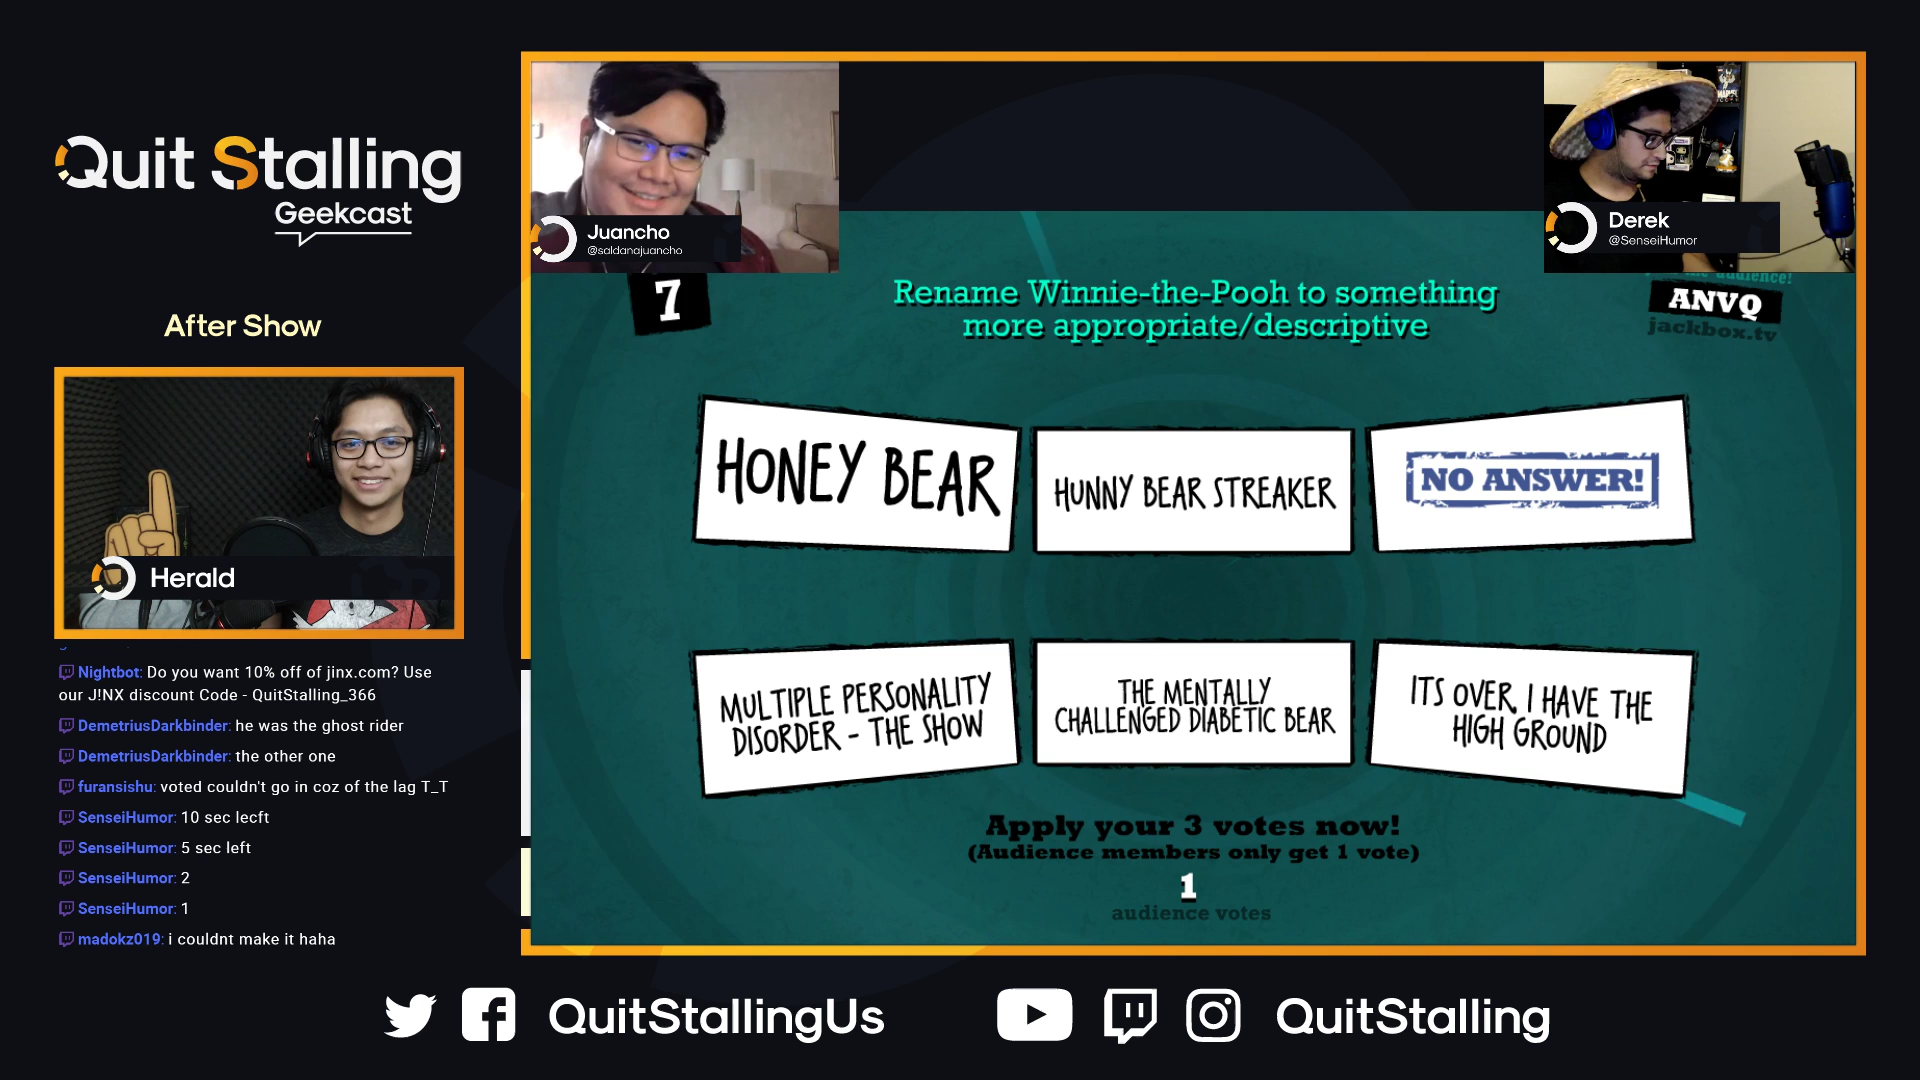 Quit Stalling
Geekcast
After Show
Herald
Nightbot: Do you want 10% off of jinx.com? Use
our J!NX discount Code - QuitStalling_366
DemetriusDarkbinder: he was the ghost rider
DemetriusDarkbinder: the other one
furansishu: voted couldn't go in coz of the lag T_T
SenseiHumor: 10 sec lecft
SenseiHumor: 5 sec left
SenseiHumor: 2
SenseiHumor: 1
madokz019: i couldnt make it haha
Juancho
@saldanajuancho
Derek
@SenseiHumor
7
Rename Winnie-the-Pooh to something
more appropriate/descriptive
audience!
ANVQ
jackbox.tv
HONEY BEAR
HUNNY BEAR STREAKER
NO ANSWER!
MULTIPLE PERSONALITY
DISORDER - THE SHOW
THE MENTALLY
CHALLENGED DIABETIC BEAR
ITS OVER, I HAVE THE
HIGH GROUND
Apply your 3 votes now!
(Audience members only get 1 vote)
1
audience votes
QuitStallingUs
QuitStalling